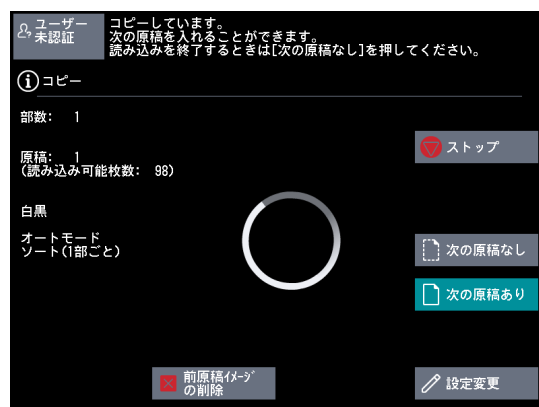 ユーザー
未認証
コピーしています。
次の原稿を入れることができます。
読み込みを終了するときは[次の原稿なし]を押してください。
コピー
部数: 1
ストップ
原稿: 1
(読み込み可能枚数: 98)
白黒
オートモード
ソート(1部ごと)
次の原稿なし
次の原稿あり
前原稿ｲﾒｰｼﾞ
の削除
設定変更